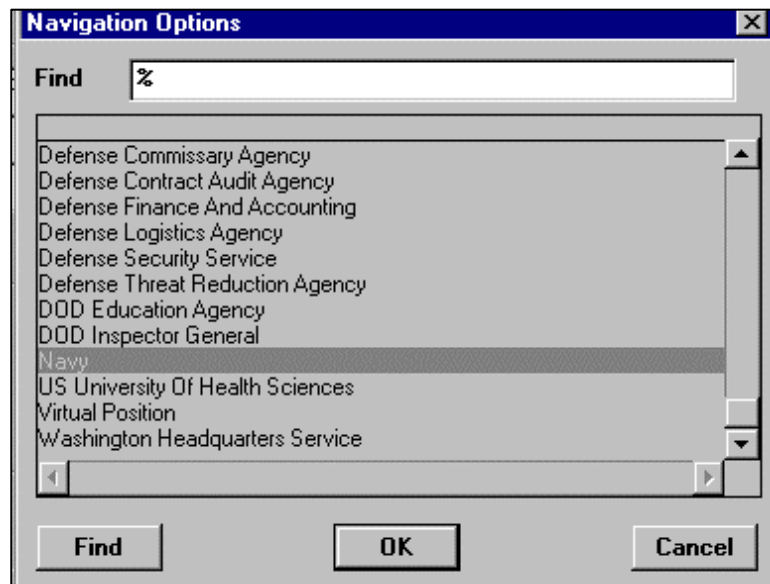 Navigation Options
Find %
Defense Commissary Agency
Defense Contract Audit Agency
Defense Finance And Accounting
Defense Logistics Agency
Defense Security Service
Defense Threat Reduction Agency
DOD Education Agency
DOD Inspector General
Navy
US University Of Health Sciences
Virtual Position
Washington Headquarters Service
Find OK Cancel